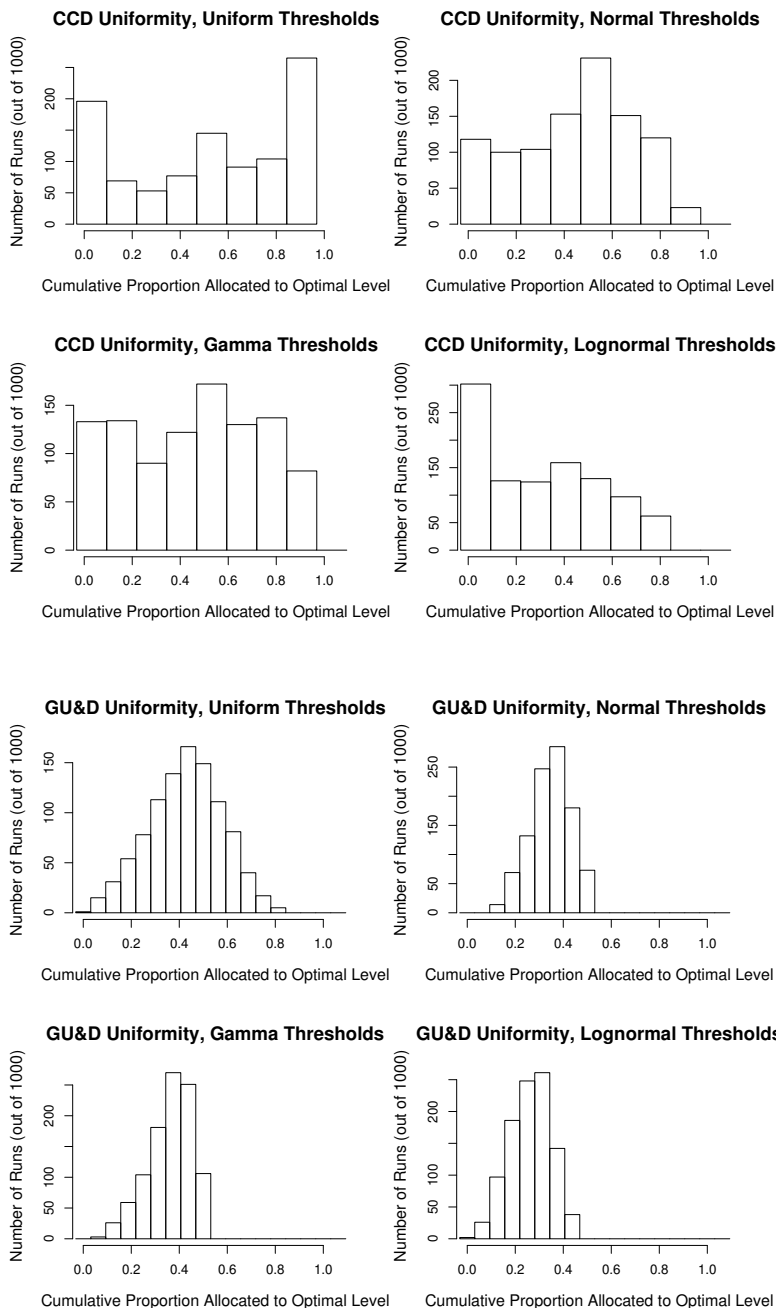 CCD Uniformity, Uniform Thresholds
Number of Runs (out of 1000)
0 50 100 200
0.0 0.2 0.4 0.6 0.8 1.0
Cumulative Proportion Allocated to Optimal Level
CCD Uniformity, Normal Thresholds
Number of Runs (out of 1000)
0 50 100 150 200
0.0 0.2 0.4 0.6 0.8 1.0
Cumulative Proportion Allocated to Optimal Level
CCD Uniformity, Gamma Thresholds
Number of Runs (out of 1000)
0 50 100 150
0.0 0.2 0.4 0.6 0.8 1.0
Cumulative Proportion Allocated to Optimal Level
CCD Uniformity, Lognormal Thresholds
Number of Runs (out of 1000)
0 50 150 250
0.0 0.2 0.4 0.6 0.8 1.0
Cumulative Proportion Allocated to Optimal Level
GU&D Uniformity, Uniform Thresholds
Number of Runs (out of 1000)
0 50 100 150
0.0 0.2 0.4 0.6 0.8 1.0
Cumulative Proportion Allocated to Optimal Level
GU&D Uniformity, Normal Thresholds
Number of Runs (out of 1000)
0 50 150 250
0.0 0.2 0.4 0.6 0.8 1.0
Cumulative Proportion Allocated to Optimal Level
GU&D Uniformity, Gamma Thresholds
Number of Runs (out of 1000)
0 50 100 200
0.0 0.2 0.4 0.6 0.8 1.0
Cumulative Proportion Allocated to Optimal Level
GU&D Uniformity, Lognormal Thresholds
Number of Runs (out of 1000)
0 50 100 200
0.0 0.2 0.4 0.6 0.8 1.0
Cumulative Proportion Allocated to Optimal Level